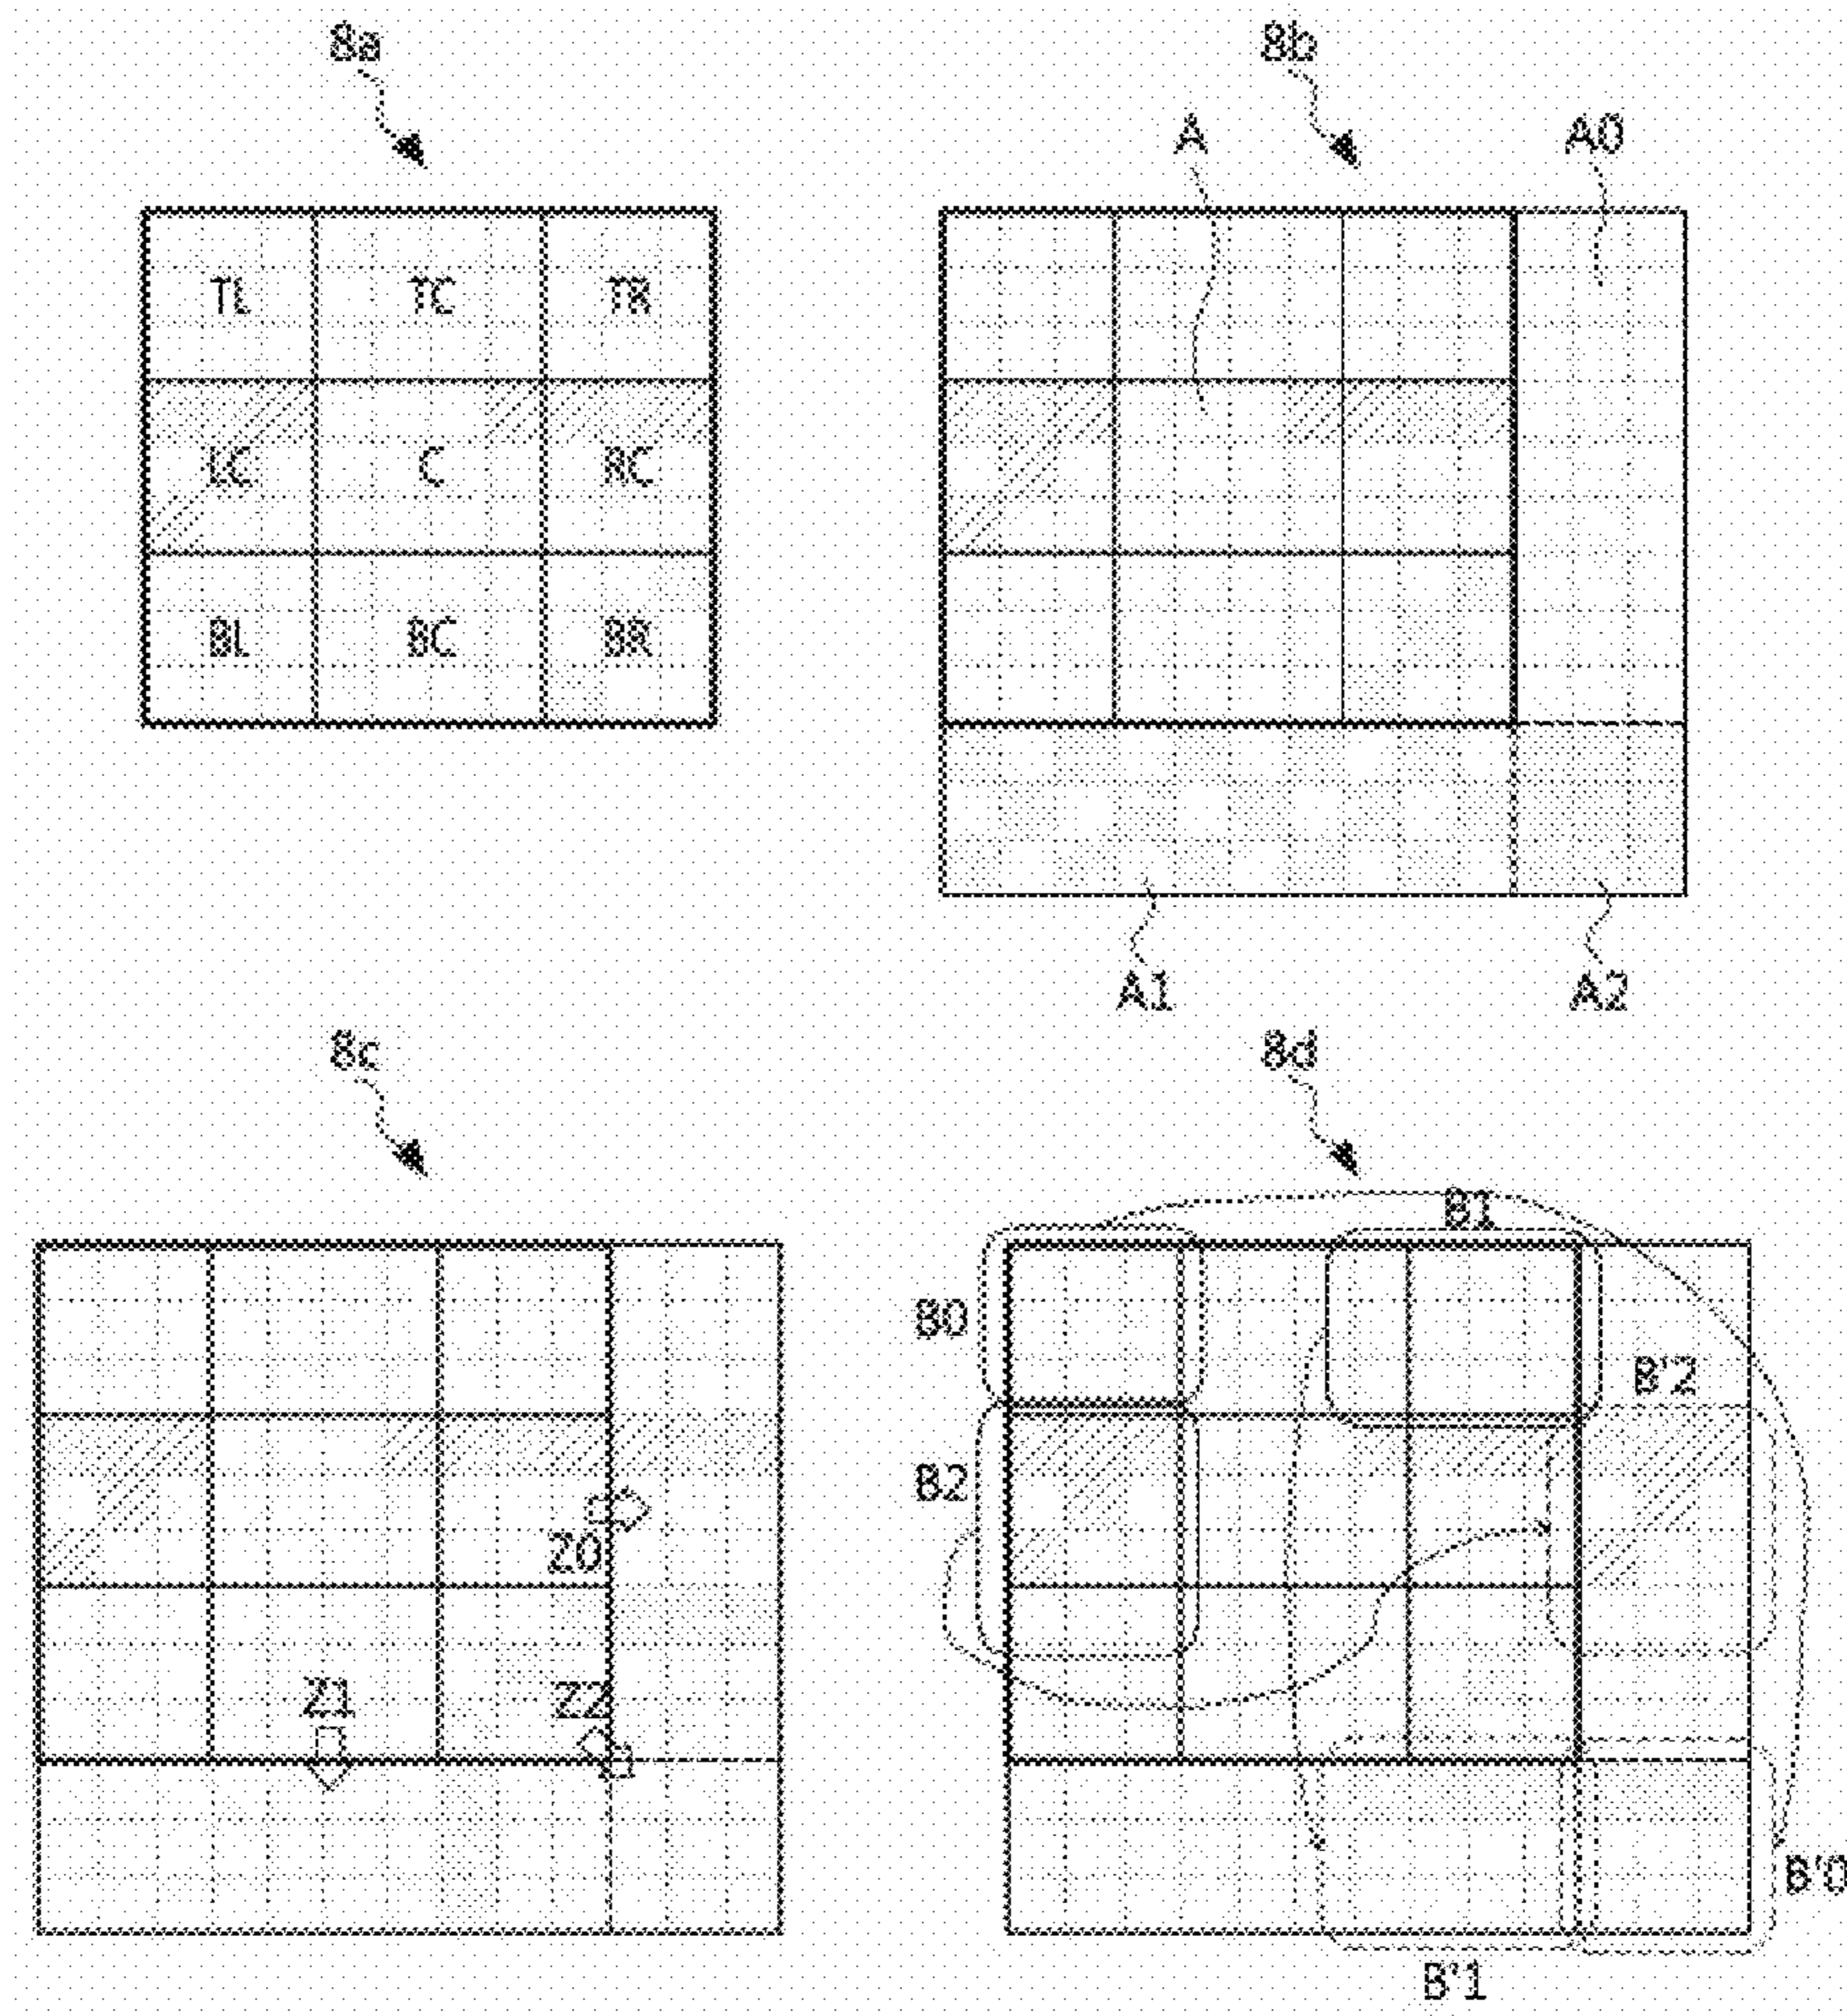 8a
8b
A
A0
TL TC TR
LC C RC
BL BC BR
A1
A2
8c
8d
B1
B0
B'2
B2
Z0
Z1
Z2
B'0
B'1